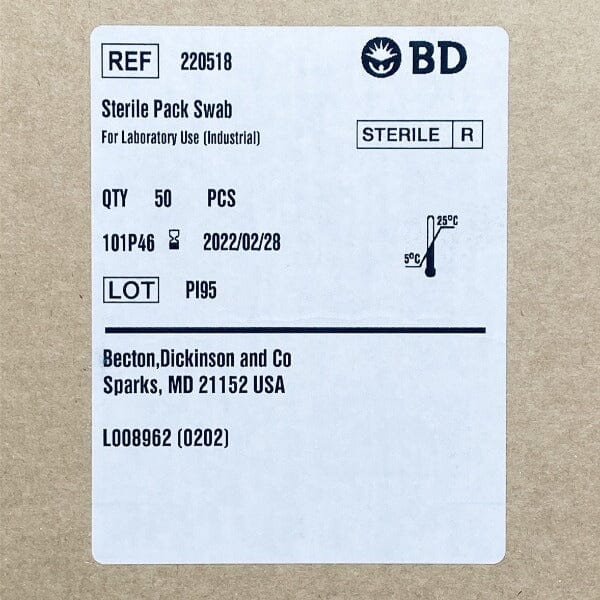 REF 220518 BD
Sterile Pack Swab
For Laboratory Use (Industrial)
STERILE R
QTY 50 PCS
101P46 2022/02/28
25°C
5°C
LOT PI95
Becton,Dickinson and Co
Sparks, MD 21152 USA
L008962 (0202)